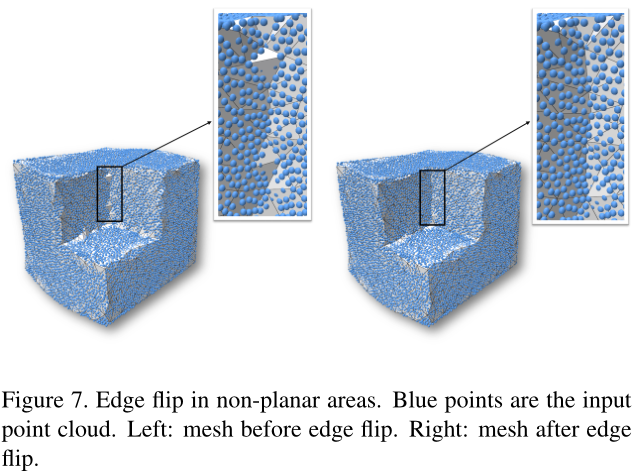 Figure 7. Edge flip in non-planar areas. Blue points are the input
point cloud. Left: mesh before edge flip. Right: mesh after edge
flip.